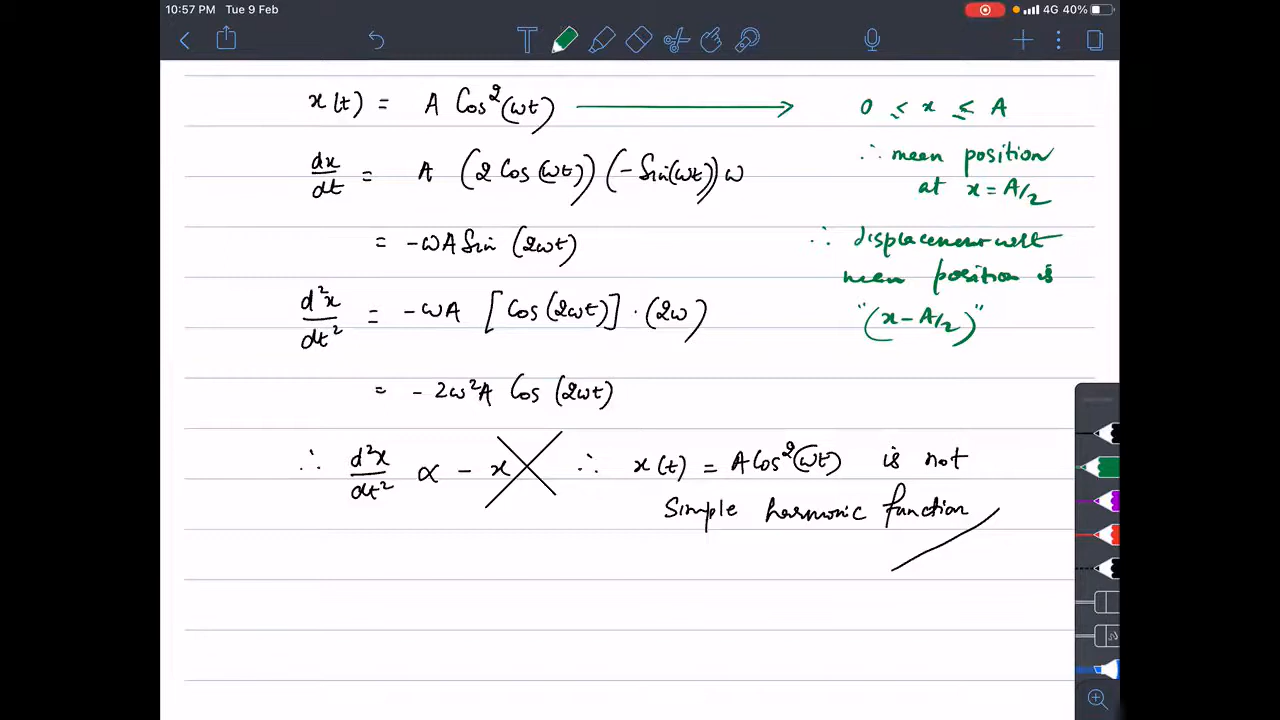 10:57 PM Tue 9 Feb
4G 40%
x(t) = A Cos²(ωt) → 0 ≤ x ≤ A
dx/dt = A (2 Cos(ωt)) (-Sin(ωt)) ω
∴ mean position
at x = A/2
= -ωA Sin (2ωt)
∴ displacement wrt
mean position is
"(x - A/2)"
d²x/dt² = -ωA [Cos(2ωt)] · (2ω)
= - 2ω²A Cos (2ωt)
∴ d²x/dt² ∝ - x ∴ x(t) = A Cos²(ωt) is not
Simple harmonic function